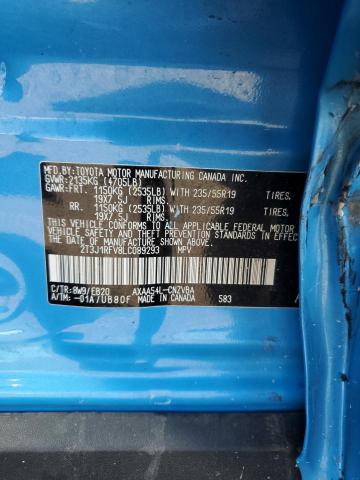 MFD.BY:TOYOTA MOTOR MANUFACTURING CANADA INC.
GVWR:2135KG (4705LB)
GAWR:FRT. 1150KG (2535LB)WITH 235/55R19 TIRES,
19X7.5J RIMS,
RR. 1150KG (2535LB)WITH 235/55R19 TIRES,
19X7.5J RIMS,
THIS VEHICLE CONFORMS TO ALL APPLICABLE FEDERAL MOTOR
VEHICLE SAFETY STANDARDS IN EFFECT ON THE DATE OF
MANUFACTURE SHOWN ABOVE.
2T3J1RFV8LC089293 MPV
C/TR:8W9/EB20 AXAA54L-CNZVBA
A/TM: -01A/UB80F MADE IN CANADA 583